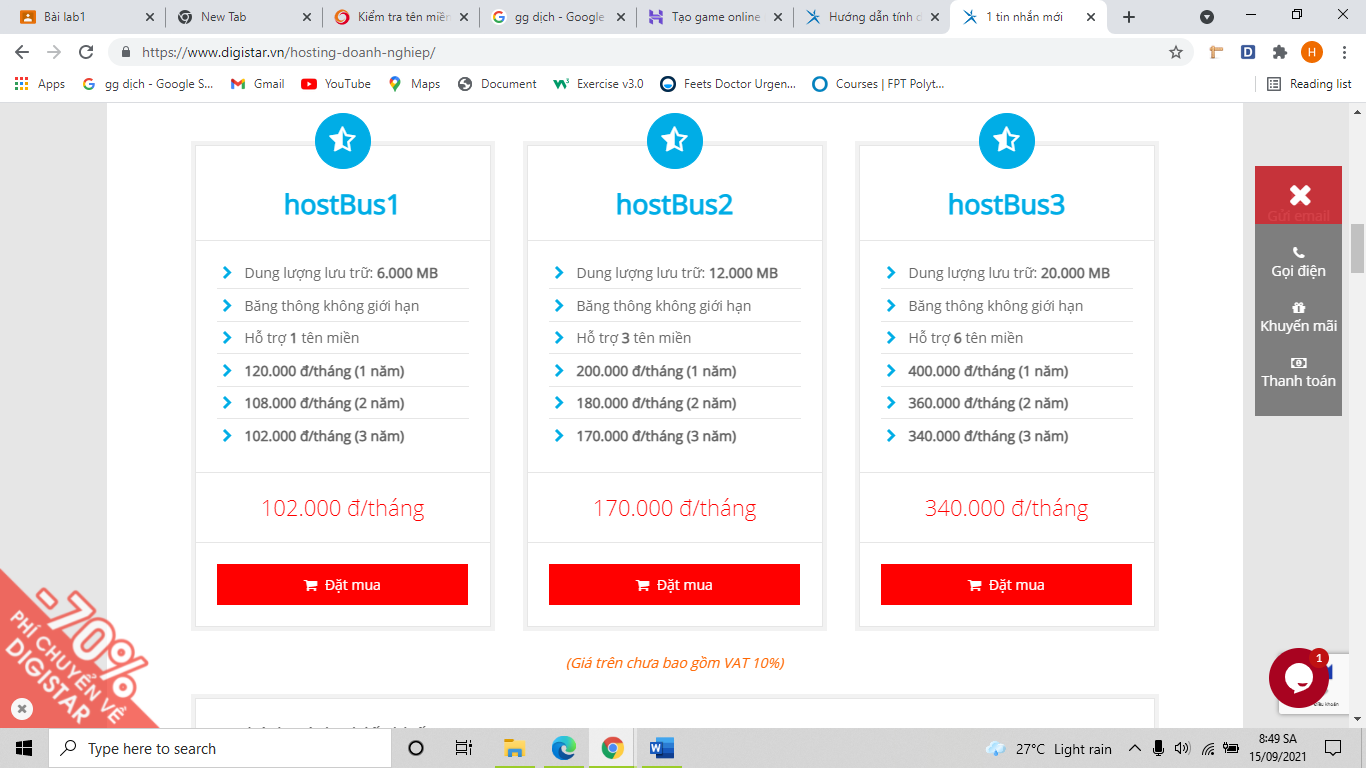 Bài lab1
New Tab
Kiểm tra tên miền
gg dịch - Google
Tạo game online
Hướng dẫn tính d
1 tin nhắn mới
https://www.digistar.vn/hosting-doanh-nghiep/
H
Apps
gg dịch - Google S...
Gmail
YouTube
Maps
Document
Exercise v3.0
Feets Doctor Urgen...
Courses | FPT Polyt...
Reading list
hostBus1
Dung lượng lưu trữ: 6.000 MB
Băng thông không giới hạn
Hỗ trợ 1 tên miền
120.000 đ/tháng (1 năm)
108.000 đ/tháng (2 năm)
102.000 đ/tháng (3 năm)
102.000 đ/tháng
Đặt mua
hostBus2
Dung lượng lưu trữ: 12.000 MB
Băng thông không giới hạn
Hỗ trợ 3 tên miền
200.000 đ/tháng (1 năm)
180.000 đ/tháng (2 năm)
170.000 đ/tháng (3 năm)
170.000 đ/tháng
Đặt mua
hostBus3
Dung lượng lưu trữ: 20.000 MB
Băng thông không giới hạn
Hỗ trợ 6 tên miền
400.000 đ/tháng (1 năm)
360.000 đ/tháng (2 năm)
340.000 đ/tháng (3 năm)
340.000 đ/tháng
Đặt mua
Gửi email
Gọi điện
Khuyến mãi
Thanh toán
(Giá trên chưa bao gồm VAT 10%)
-70%
PHÍ CHUYỂN VỀ
DIGISTAR
1
khoản
Type here to search
27°C Light rain
8:49 SA
15/09/2021